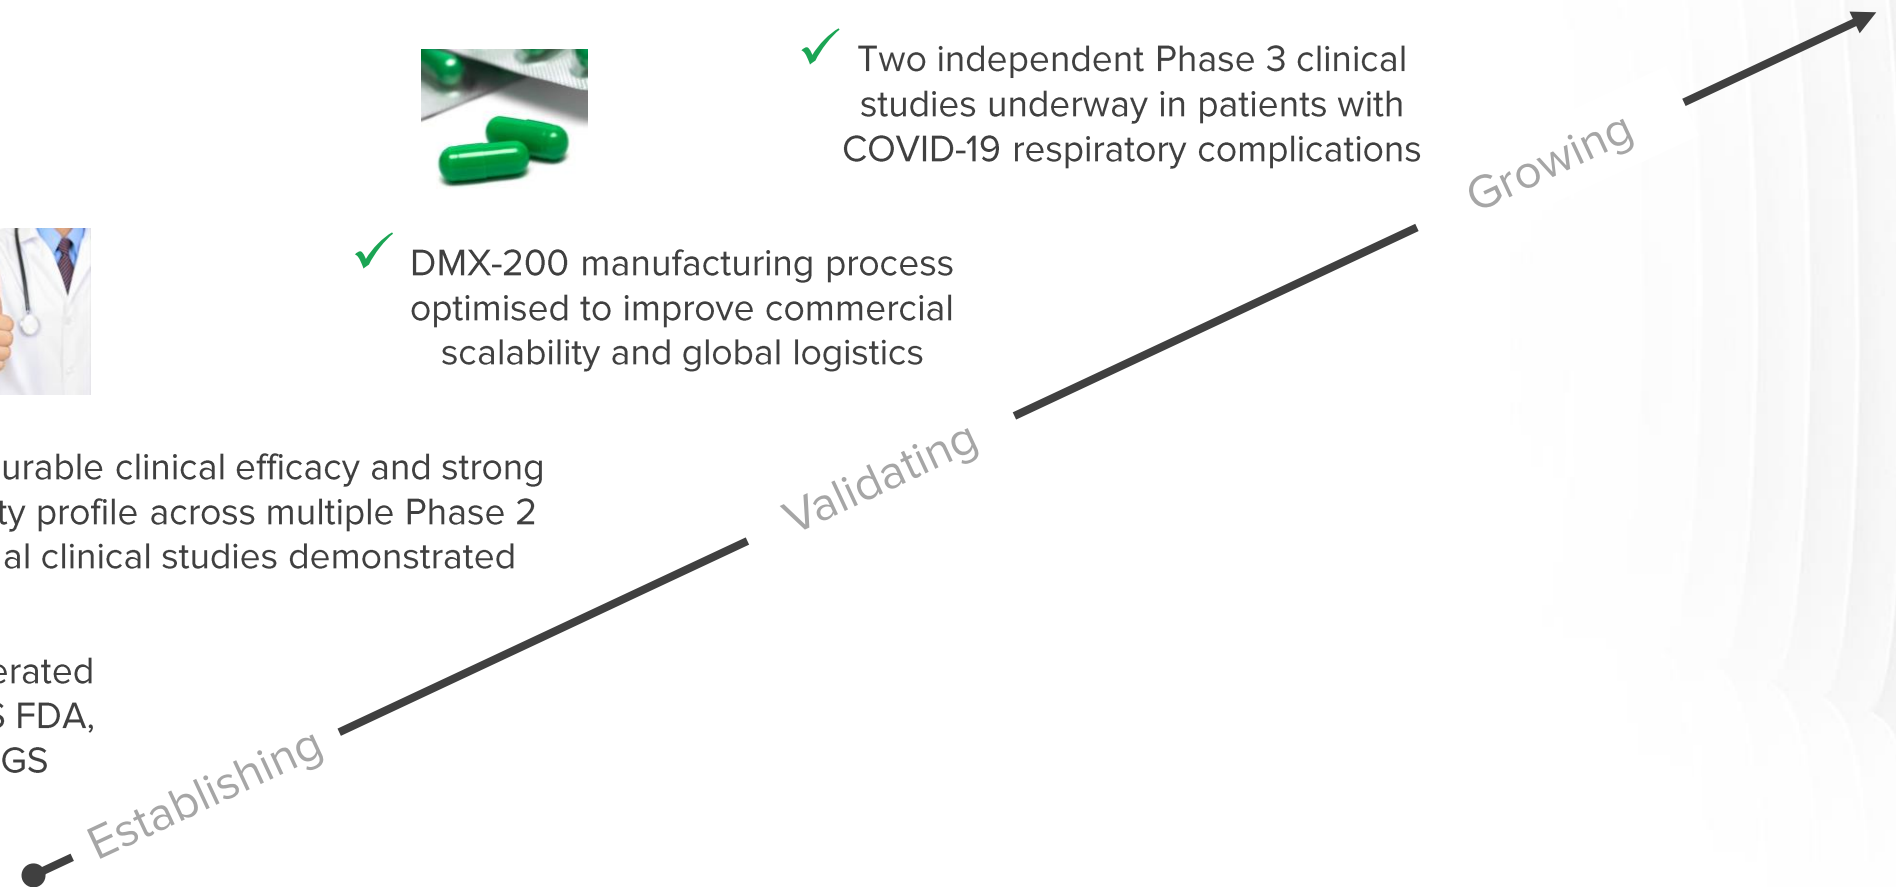 Two independent Phase 3 clinical
studies underway in patients with
COVID-19 respiratory complications
Growing
DMX-200 manufacturing process
optimised to improve commercial
scalability and global logistics
Validating
urable clinical efficacy and strong
ty profile across multiple Phase 2
al clinical studies demonstrated
erated
S FDA,
GS
Establishing